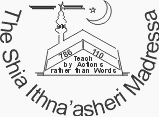 The Shia Ithna'asheri Madressa
786 110
Teach
by Actions
rather than Words